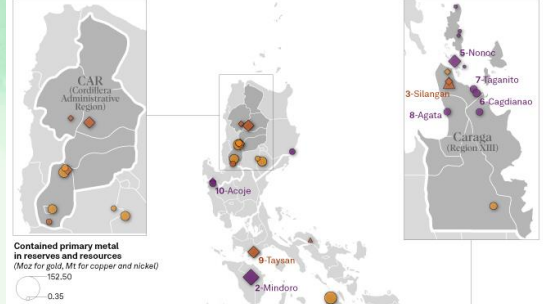 CAR
(Cordillera
Administrative
Region)
5-Nonoc
7-Taganito
3-Silangan
6-Cagdianao
8-Agata
Caraga
(Region XIII)
10-Acoje
9-Taysan
2-Mindoro
Contained primary metal
in reserves and resources
(Moz for gold, Mt for copper and nickel)
152.50
0.35